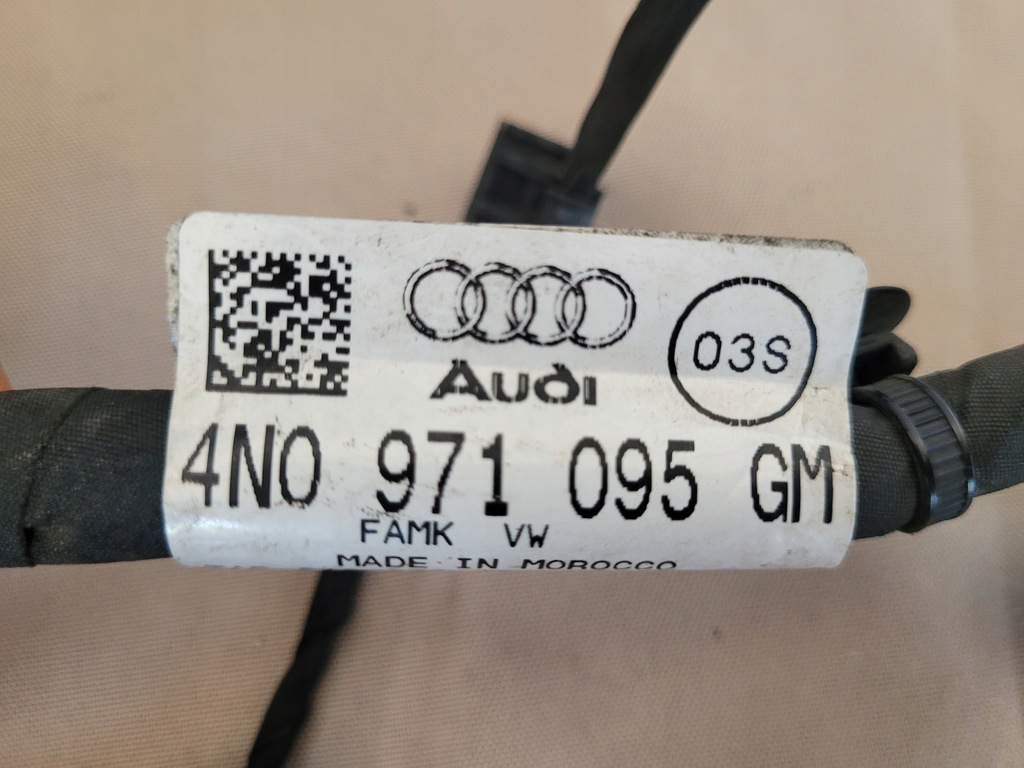 03S
Audi
4N0 971 095 GM
FAMK VW
MADE IN MOROCCO